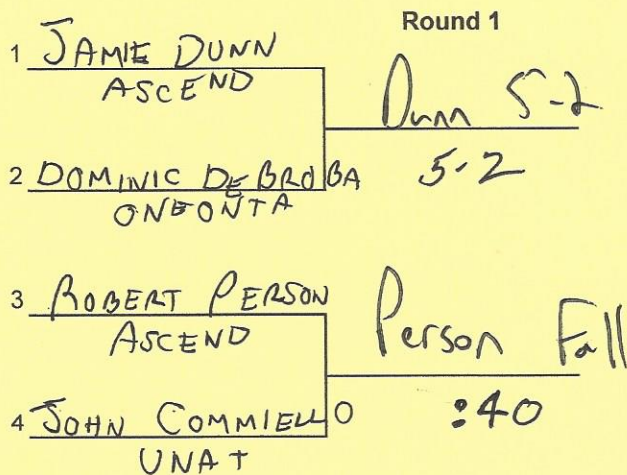 Round 1
1 JAMIE DUNN
ASCEND
Dunn 5-2
5-2
2 DOMINIC DEBROBA
ONEONTA
3 ROBERT PERSON
ASCEND
Person Fall
:40
4 JOHN COMMIELLO
UNAT